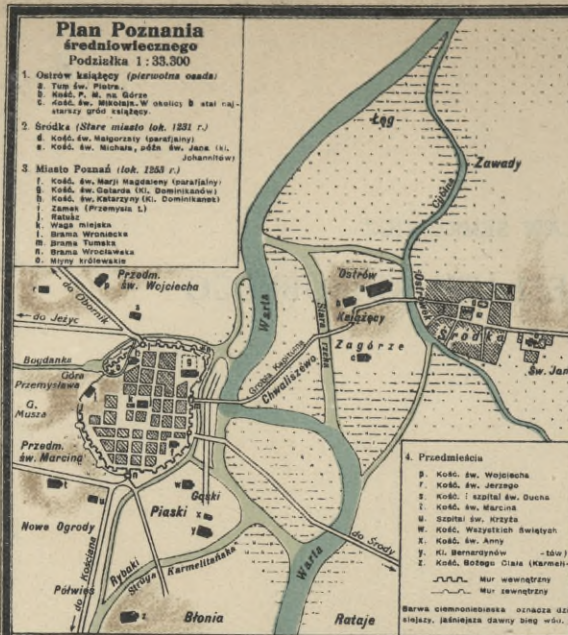 Plan Poznania
średniowiecznego
Podziałka 1 : 33.300
1. Ostrów książęcy (pierwotna osada)
a. Tum św. Piotra.
b. Kość. P. M. na Górze
c. Kość. św. Mikołaja. W okolicy b stał naj-
starszy gród książęcy.
2. Śródka (Stare miasto lok. 1231 r.)
d. Kość. św. Małgorzaty (parafjalny)
e. Kość. św. Michała, późn św. Jana (kl.
Johannitów)
3. Miasto Poznań (lok. 1253 r.)
f. Kość. św. Marji Magdaleny (parafjalny)
g. Kość. św. Gotarda (Kl. Dominikanów)
h. Kość. św. Katarzyny (Kl. Dominikanek)
i. Zamek (Przemysła I.)
j. Ratusz
k. Waga miejska
l. Brama Wroniecka
m. Brama Tumska
n. Brama Wrocławska
o. Młyny królewskie
Łęg
Zawady
Cybina
Przedm.
św. Wojciecha
do Obornik
do Jeżyc
Bogdanka
Góra
Przemysława
G.
Musza
Przedm.
św. Marcina
Warta
Ostrów
Książęcy
Stara rzeka
Zagórze
Ostrówek
Śródka
Św. Jan
Grobla Kapitulna
Chwaliszewo
Nowe Ogrody
Piaski
Gąski
do Środy
Półwieś
do Kościana
Rybaki
Struga Karmelitańska
Warta
Błonia
Rataje
4. Przedmieścia
p. Kość. św. Wojciecha
r. Kość. św. Jerzego
s. Kość. i szpital św. Ducha
t. Kość. św. Marcina
u. Szpital św. Krzyża
w. Kość. Wszystkich Świętych
x. Kość. św. Anny
y. Kl. Bernardynów -tów)
z. Kość. Bożego Ciała (Karmeli-
Mur wewnętrzny
Mur zewnętrzny
Barwa ciemnoniebieska oznacza dzi
siejszy, jaśniejsza dawny bieg wód.